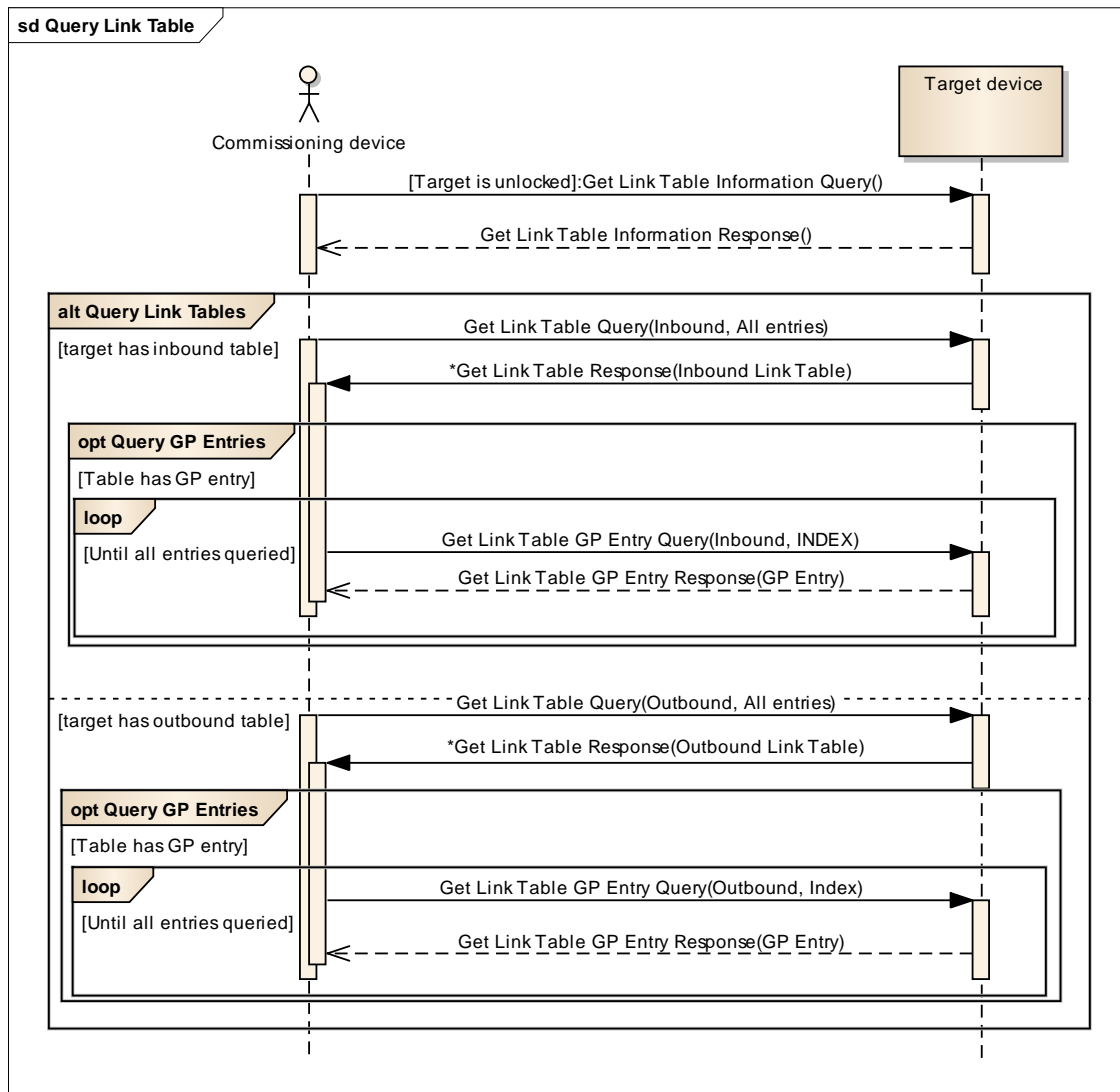 sd Query Link Table
Target device
Commissioning device
[Target is unlocked]:Get Link Table Information Query()
Get Link Table Information Response()
alt Query Link Tables
Get Link Table Query(Inbound, All entries)
[target has inbound table]
*Get Link Table Response(Inbound Link Table)
opt Query GP Entries
[Table has GP entry]
loop
Get Link Table GP Entry Query(Inbound, INDEX)
[Until all entries queried]
Get Link Table GP Entry Response(GP Entry)
Get Link Table Query(Outbound, All entries)
[target has outbound table]
*Get Link Table Response(Outbound Link Table)
opt Query GP Entries
[Table has GP entry]
loop
Get Link Table GP Entry Query(Outbound, Index)
[Until all entries queried]
Get Link Table GP Entry Response(GP Entry)